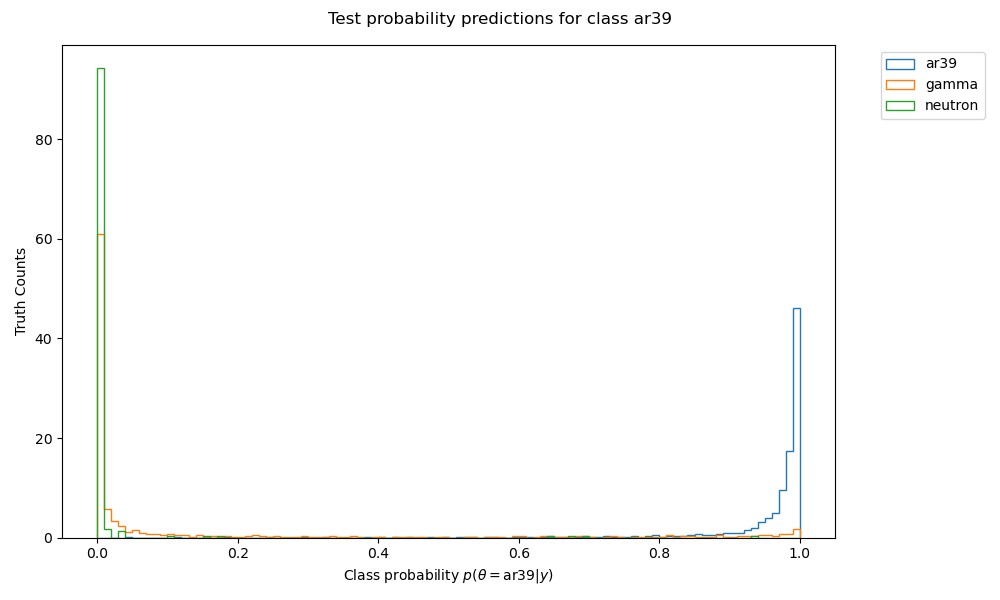 Test probability predictions for class ar39
ar39
gamma
neutron
Truth Counts
80
60
40
20
0
0.0 0.2 0.4 0.6 0.8 1.0
Class probability p(θ = ar39|y)